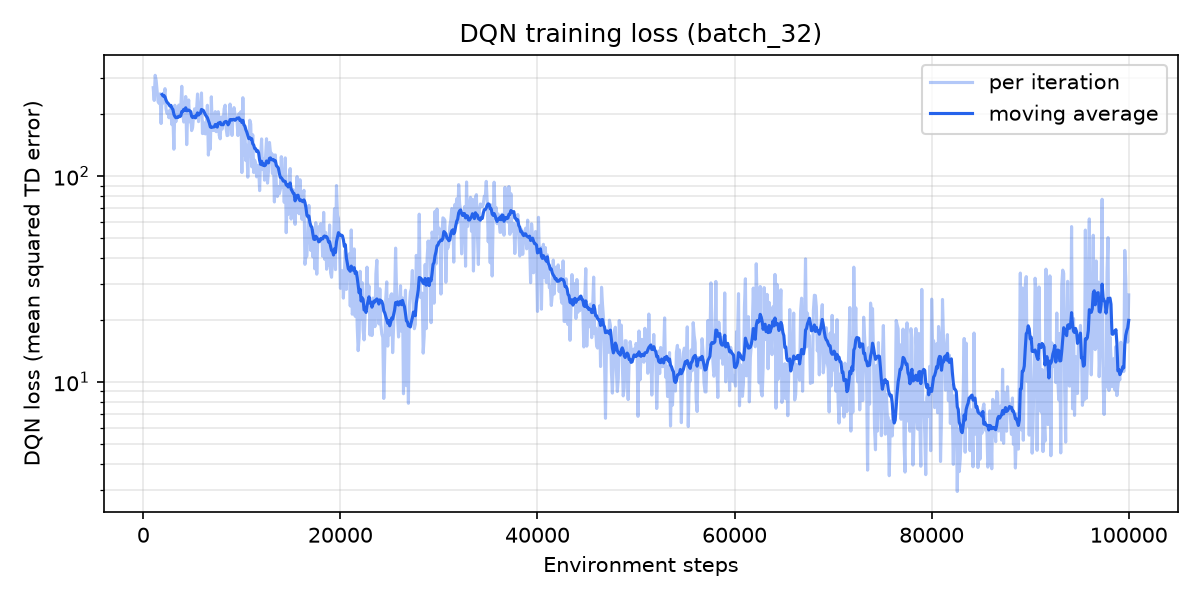 DQN training loss (batch_32)
per iteration
moving average
DQN loss (mean squared TD error)
10²
10¹
0
20000
40000
60000
80000
100000
Environment steps